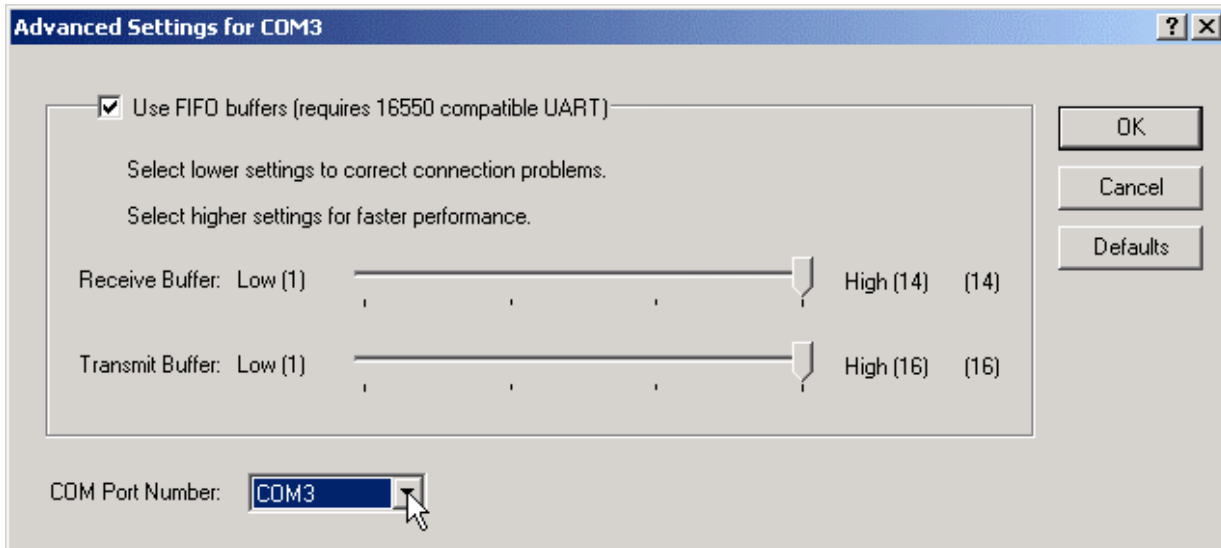 Advanced Settings for COM3
Use FIFO buffers (requires 16550 compatible UART)
OK
Select lower settings to correct connection problems.
Cancel
Select higher settings for faster performance.
Defaults
Receive Buffer: Low (1) High (14) (14)
Transmit Buffer: Low (1) High (16) (16)
COM Port Number: COM3